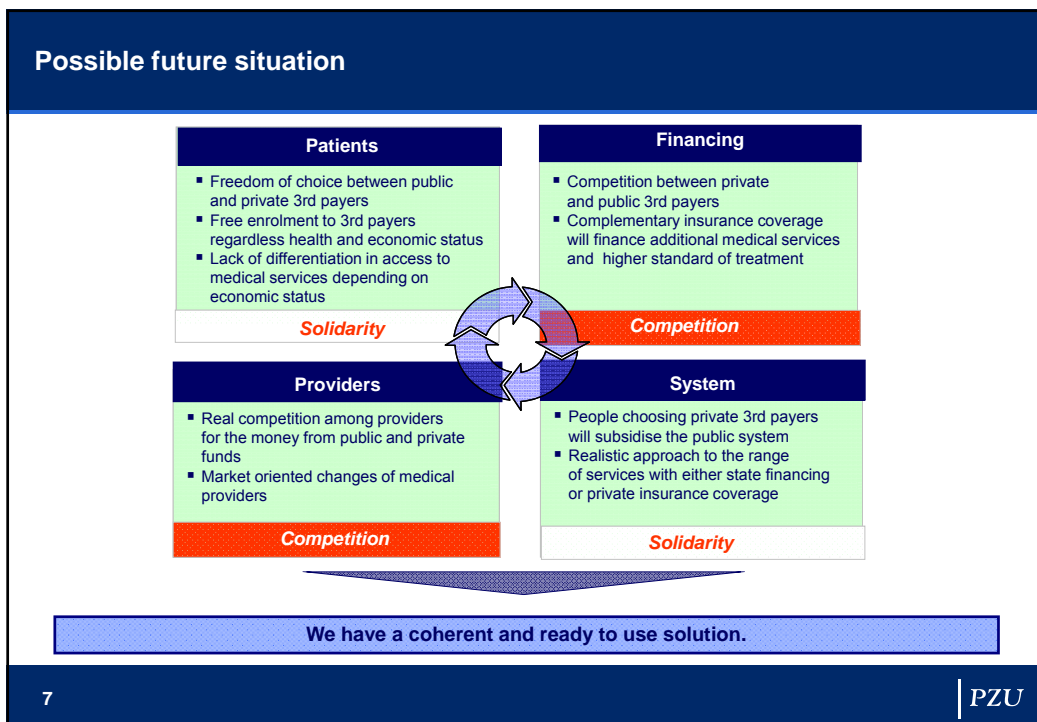 Possible future situation
Patients
▪ Freedom of choice between public
and private 3rd payers
▪ Free enrolment to 3rd payers
regardless health and economic status
▪ Lack of differentiation in access to
medical services depending on
economic status
Solidarity
Financing
▪ Competition between private
and public 3rd payers
▪ Complementary insurance coverage
will finance additional medical services
and higher standard of treatment
Competition
Providers
▪ Real competition among providers
for the money from public and private
funds
▪ Market oriented changes of medical
providers
Competition
System
▪ People choosing private 3rd payers
will subsidise the public system
▪ Realistic approach to the range
of services with either state financing
or private insurance coverage
Solidarity
We have a coherent and ready to use solution.
7
PZU